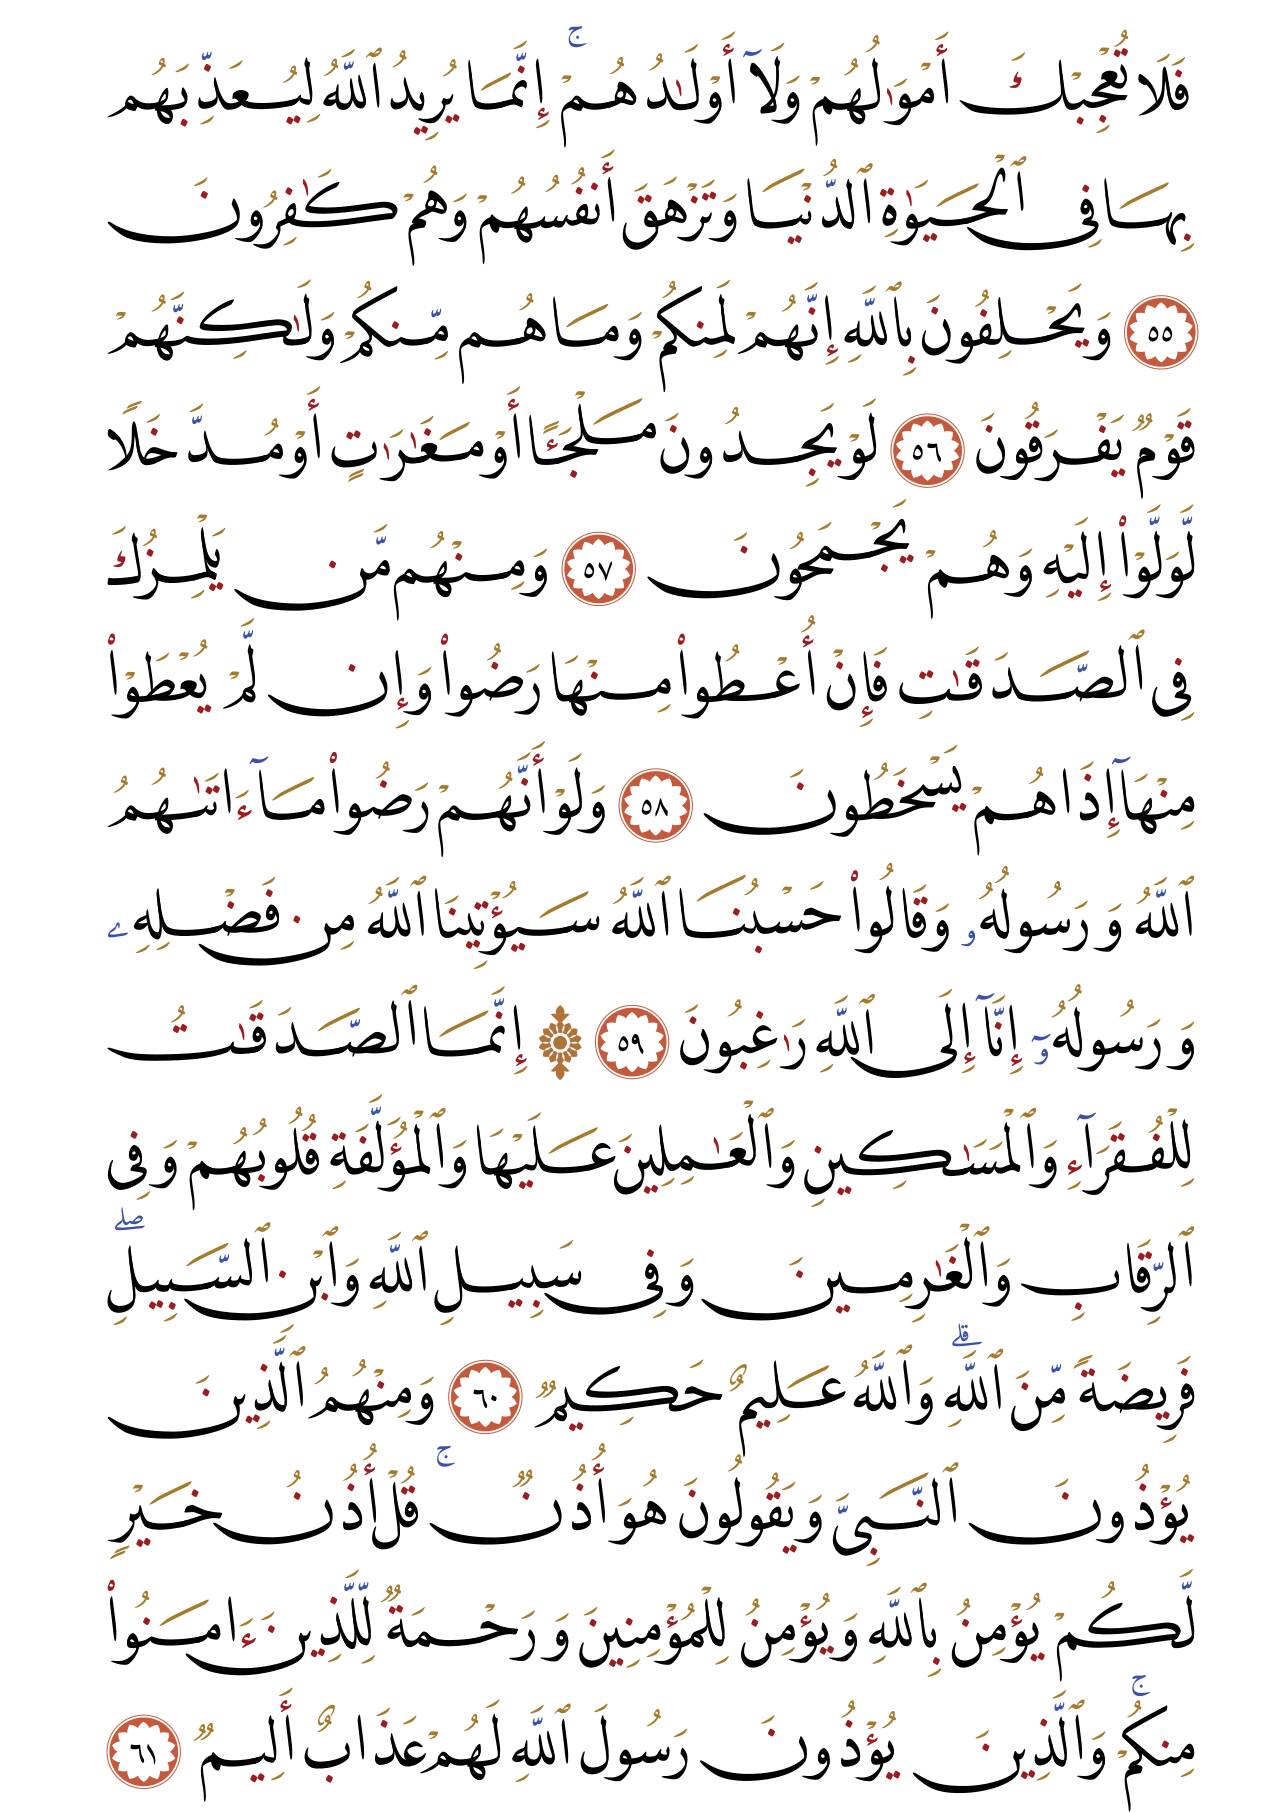 فَلَا تُعْجِبْكَ أَمْوَٰلُهُمْ وَلَآ أَوْلَٰدُهُمْ ۚ إِنَّمَا يُرِيدُ ٱللَّهُ لِيُعَذِّبَهُم
بِهَا فِى ٱلْحَيَوٰةِ ٱلدُّنْيَا وَتَزْهَقَ أَنفُسُهُمْ وَهُمْ كَٰفِرُونَ
٥٥ وَيَحْلِفُونَ بِٱللَّهِ إِنَّهُمْ لَمِنكُمْ وَمَا هُم مِّنكُمْ وَلَٰكِنَّهُمْ
قَوْمٌ يَفْرَقُونَ ٥٦ لَوْ يَجِدُونَ مَلْجَـًٔا أَوْ مَغَٰرَٰتٍ أَوْ مُدَّخَلًا
لَّوَلَّوْا۟ إِلَيْهِ وَهُمْ يَجْمَحُونَ ٥٧ وَمِنْهُم مَّن يَلْمِزُكَ
فِى ٱلصَّدَقَٰتِ فَإِنْ أُعْطُوا۟ مِنْهَا رَضُوا۟ وَإِن لَّمْ يُعْطَوْا۟
مِنْهَآ إِذَا هُمْ يَسْخَطُونَ ٥٨ وَلَوْ أَنَّهُمْ رَضُوا۟ مَآ ءَاتَىٰهُمُ
ٱللَّهُ وَرَسُولُهُۥ وَقَالُوا۟ حَسْبُنَا ٱللَّهُ سَيُؤْتِينَا ٱللَّهُ مِن فَضْلِهِۦ
وَرَسُولُهُۥٓ إِنَّآ إِلَى ٱللَّهِ رَٰغِبُونَ ٥٩ ۞ إِنَّمَا ٱلصَّدَقَٰتُ
لِلْفُقَرَآءِ وَٱلْمَسَٰكِينِ وَٱلْعَٰمِلِينَ عَلَيْهَا وَٱلْمُؤَلَّفَةِ قُلُوبُهُمْ وَفِى
ٱلرِّقَابِ وَٱلْغَٰرِمِينَ وَفِى سَبِيلِ ٱللَّهِ وَٱبْنِ ٱلسَّبِيلِ ۖ
فَرِيضَةً مِّنَ ٱللَّهِ ۗ وَٱللَّهُ عَلِيمٌ حَكِيمٌ ٦٠ وَمِنْهُمُ ٱلَّذِينَ
يُؤْذُونَ ٱلنَّبِىَّ وَيَقُولُونَ هُوَ أُذُنٌ ۚ قُلْ أُذُنُ خَيْرٍ
لَّكُمْ يُؤْمِنُ بِٱللَّهِ وَيُؤْمِنُ لِلْمُؤْمِنِينَ وَرَحْمَةٌ لِّلَّذِينَ ءَامَنُوا۟
مِنكُمْ ۚ وَٱلَّذِينَ يُؤْذُونَ رَسُولَ ٱللَّهِ لَهُمْ عَذَابٌ أَلِيمٌ ٦١